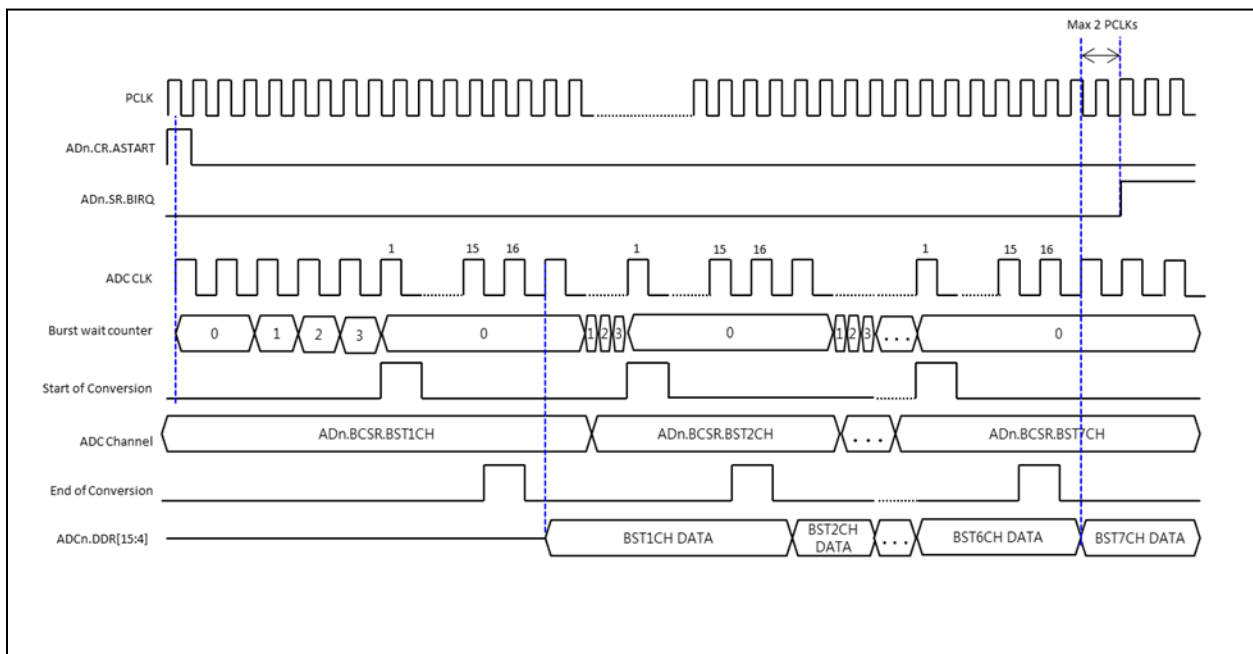 Max 2 PCLKs
PCLK
ADn.CR.ASTART
ADn.SR.BIRQ
1 15 16 1 15 16 1 15 16
ADC CLK
Burst wait counter 0 1 2 3 0 1 2 3 0 1 2 3 ... 0
Start of Conversion
ADC Channel ADn.BCSR.BST1CH ADn.BCSR.BST2CH ... ADn.BCSR.BST7CH
End of Conversion
ADCn.DDR[15:4] BST1CH DATA BST2CH DATA ... BST6CH DATA BST7CH DATA